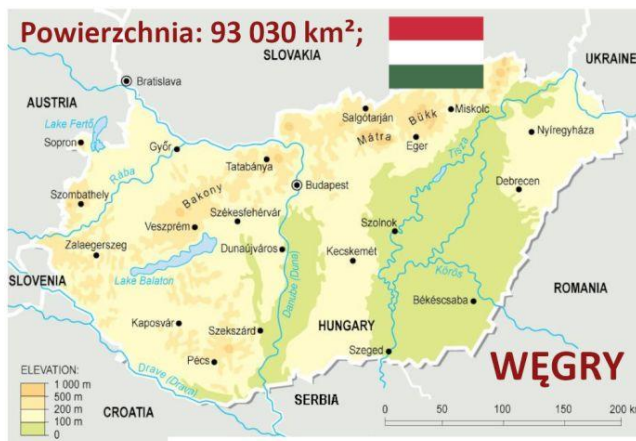 Powierzchnia: 93 030 km²;
SLOVAKIA
UKRAINE
Bratislava
AUSTRIA
Lake Fertő
Sopron
Győr
Salgótarján
Miskolc
Bükk
Mátra
Eger
Tisza
Nyíregyháza
Tatabánya
Rába
Szombathely
Bakony
Budapest
Debrecen
Székesfehérvár
Veszprém
Szolnok
Zalaegerszeg
Dunaújváros
Kecskemét
SLOVENIA
Lake Balaton
Danube (Duna)
Körös
ROMANIA
Békéscsaba
Kaposvár
Szekszárd
HUNGARY
Szeged
Pécs
WĘGRY
Drave (Drava)
ELEVATION:
1 000 m
500 m
200 m
100 m
0
CROATIA
SERBIA
0 50 100 150 200 km